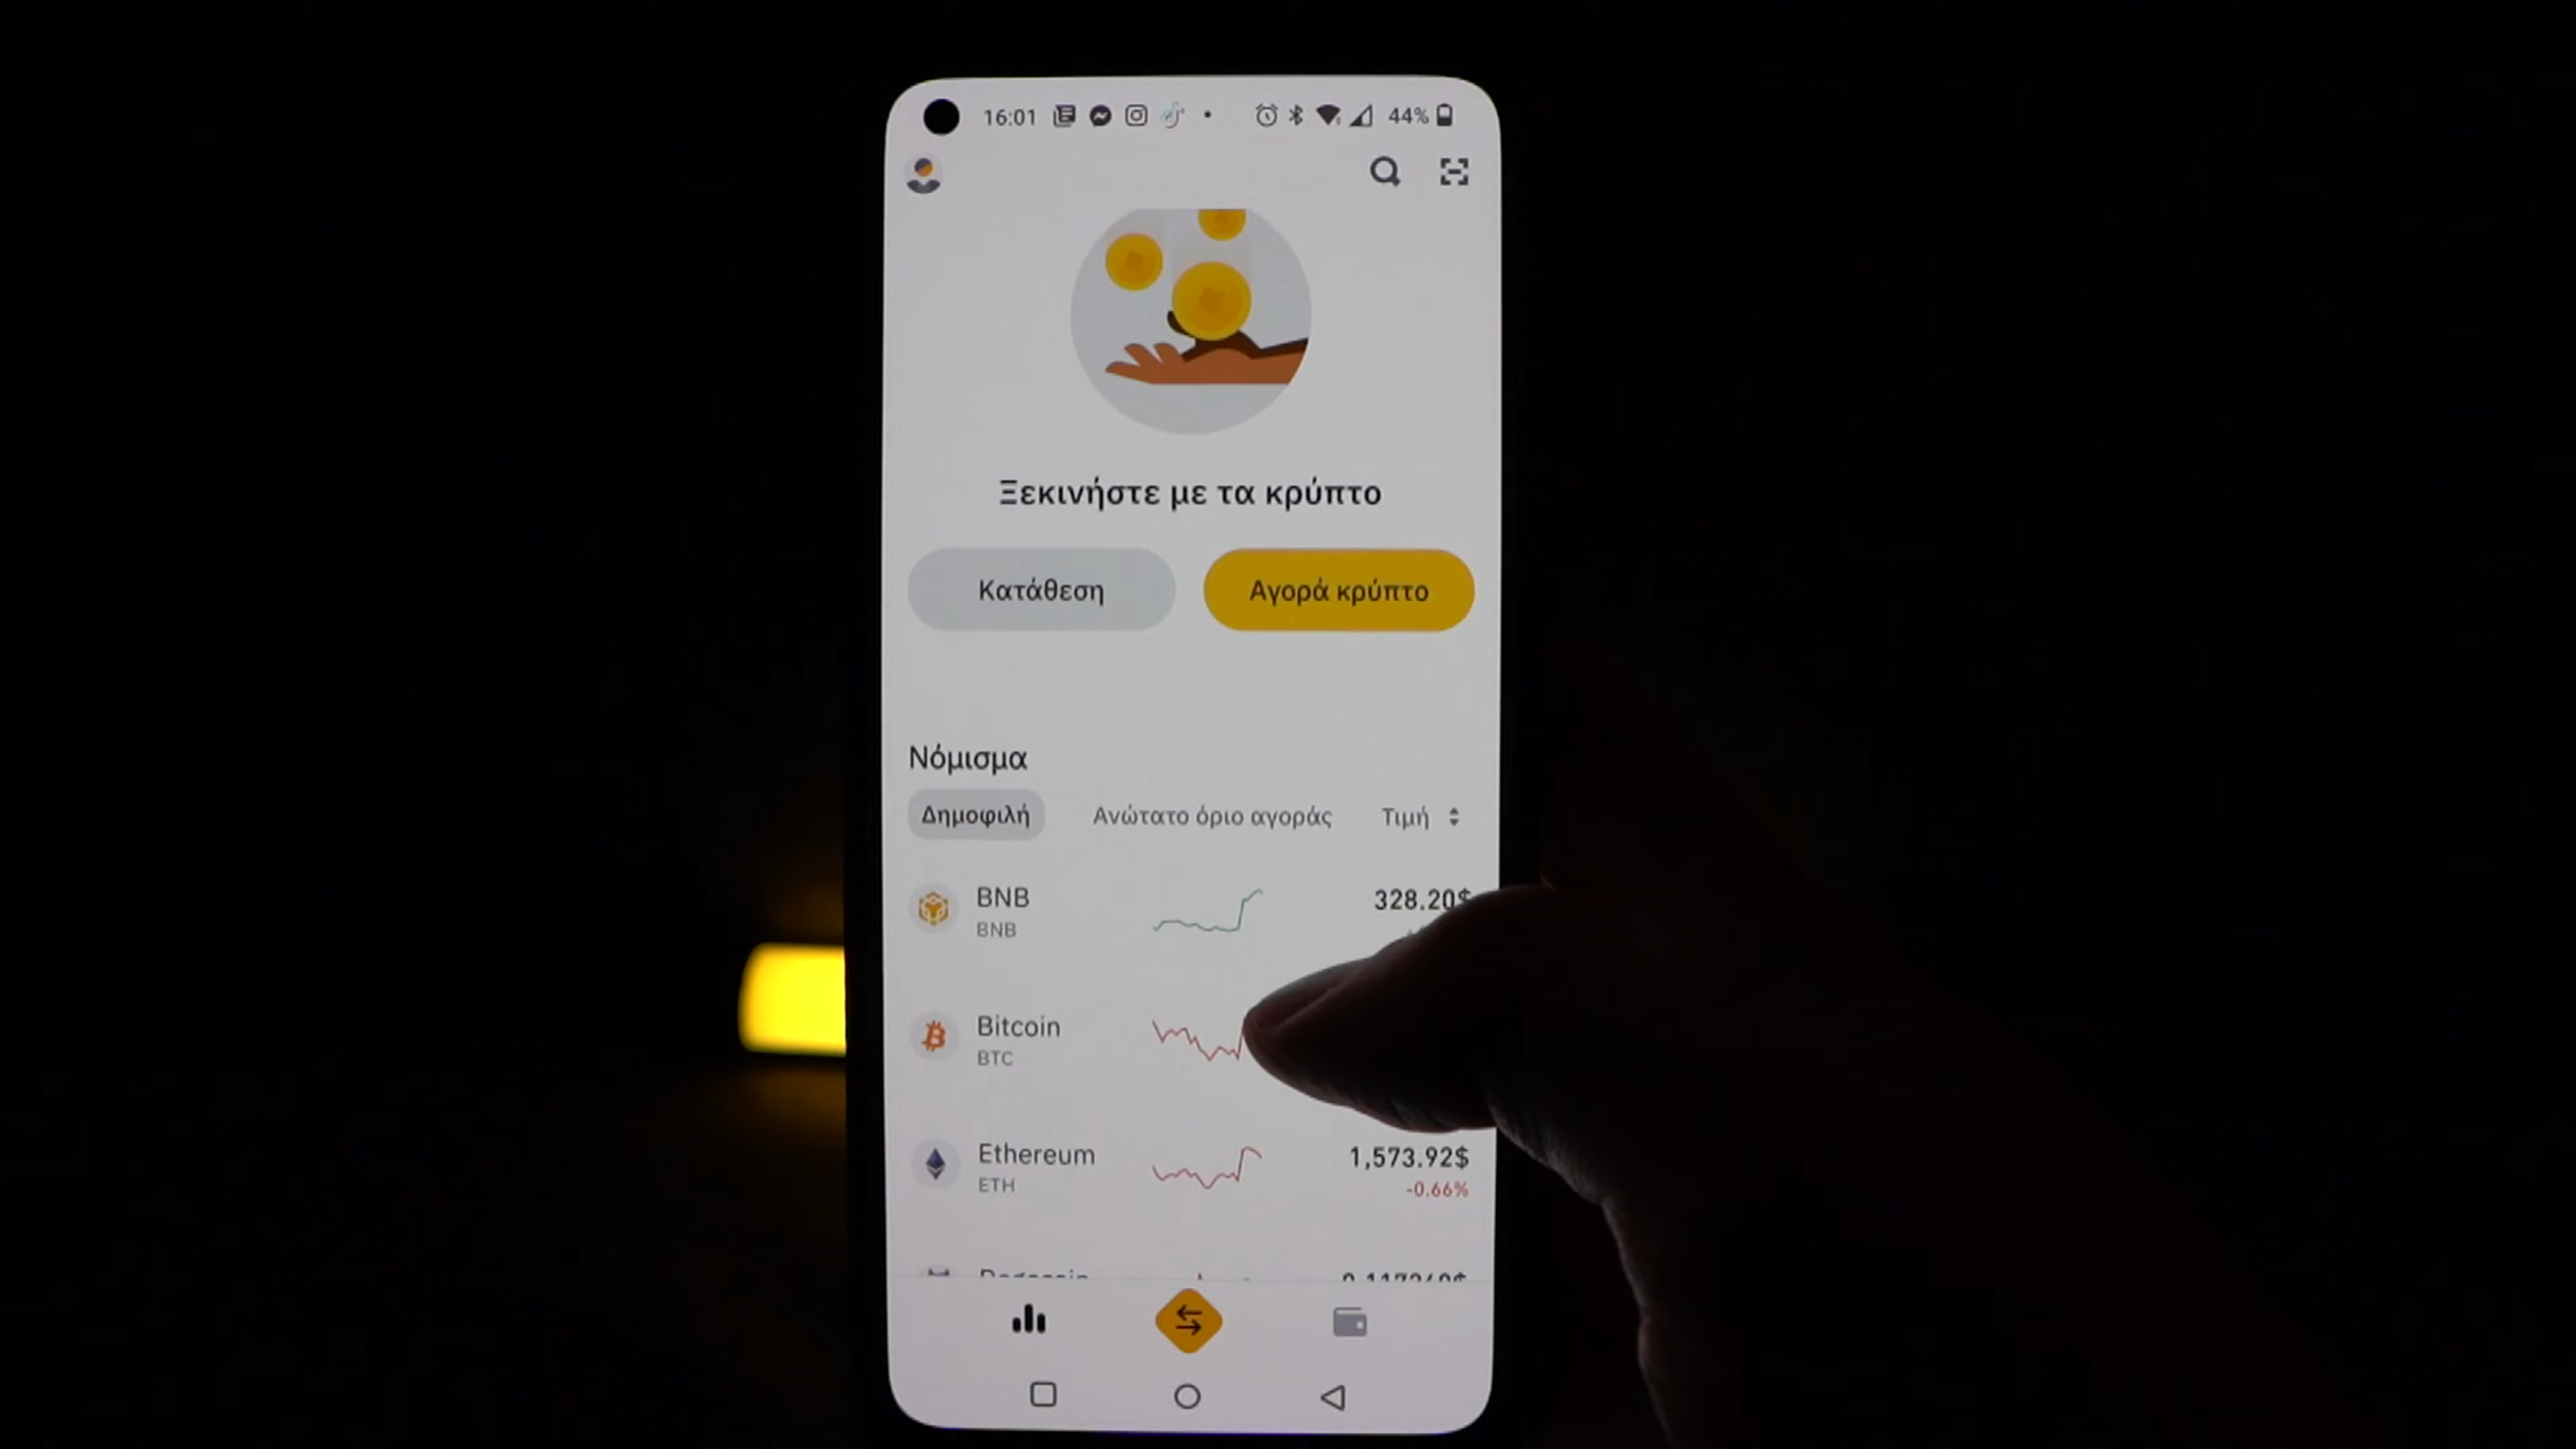 16:01 44%
Ξεκινήστε με τα κρύπτο
Κατάθεση Αγορά κρύπτο
Νόμισμα
Δημοφιλή Ανώτατο όριο αγοράς Τιμή
BNB 328.20$
BNB
Bitcoin
BTC
Ethereum 1,573.92$
ETH -0.66%